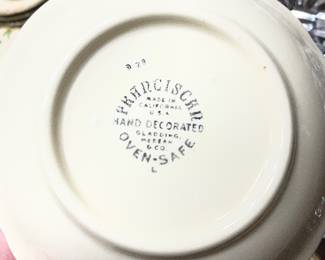 FRANCISCAN
MADE IN
CALIFORNIA
U.S.A.
HAND DECORATED
GLADDING,
McBEAN
& CO.
OVEN-SAFE
L